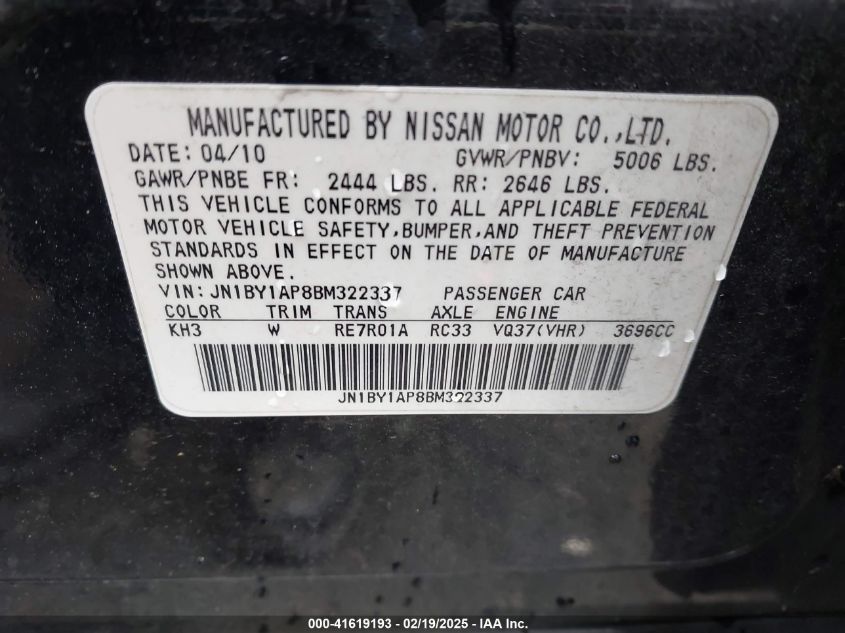 MANUFACTURED BY NISSAN MOTOR CO.,LTD.
DATE: 04/10 GVWR/PNBV: 5006 LBS.
GAWR/PNBE FR: 2444 LBS. RR: 2646 LBS.
THIS VEHICLE CONFORMS TO ALL APPLICABLE FEDERAL
MOTOR VEHICLE SAFETY,BUMPER,AND THEFT PREVENTION
STANDARDS IN EFFECT ON THE DATE OF MANUFACTURE
SHOWN ABOVE.
VIN: JN1BY1AP8BM322337 PASSENGER CAR
COLOR TRIM TRANS AXLE ENGINE
KH3 W RE7R01A RC33 VQ37(VHR) 3696CC
JN1BY1AP8BM322337
000-41619193 - 02/19/2025 - IAA Inc.